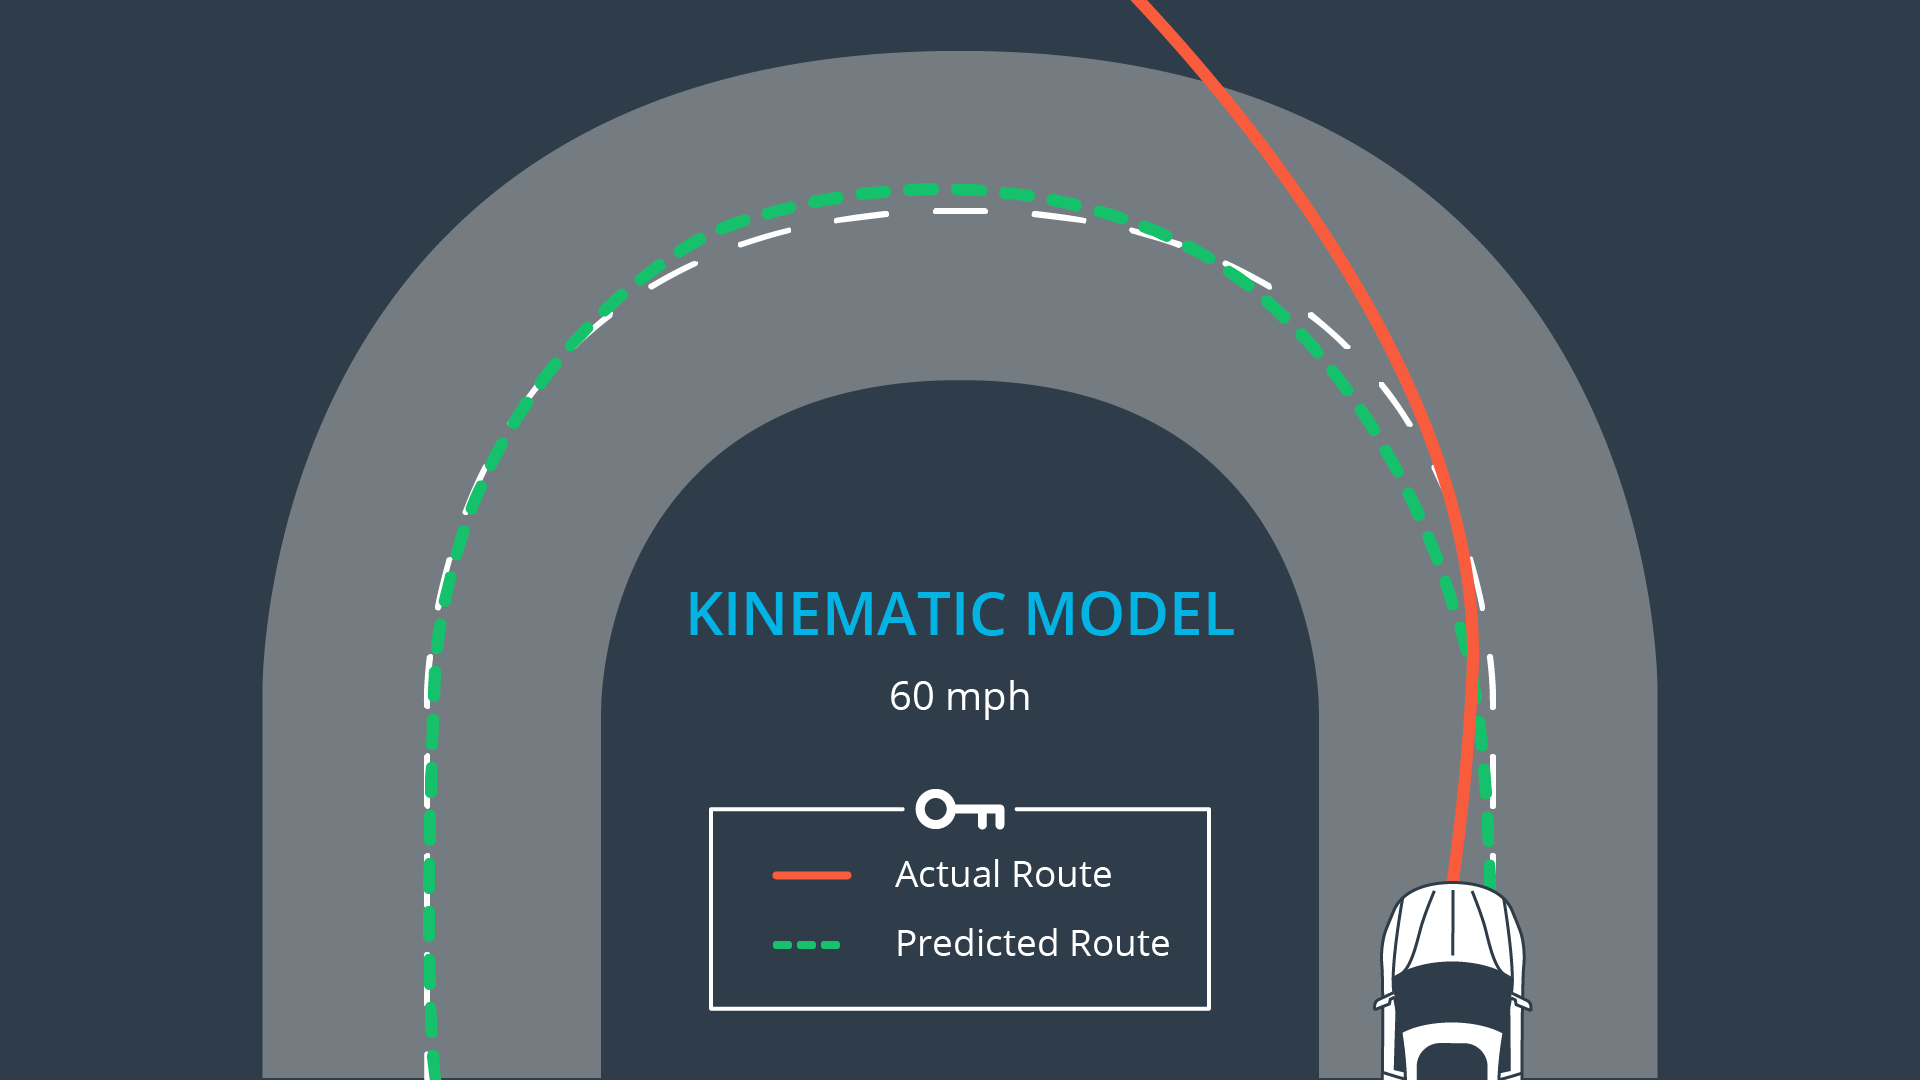 KINEMATIC MODEL
60 mph
Actual Route
Predicted Route